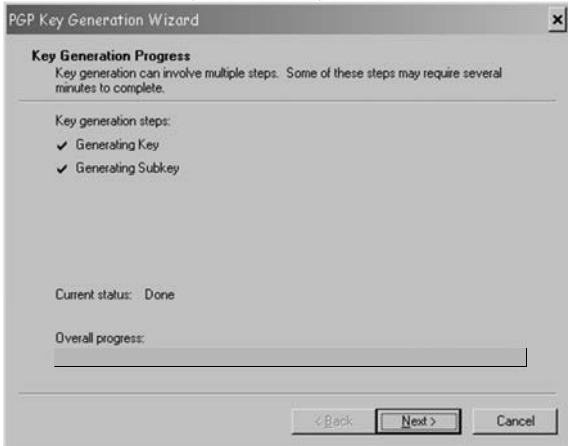 PGP Key Generation Wizard
Key Generation Progress
Key generation can involve multiple steps. Some of these steps may require several
minutes to complete.
Key generation steps:
✓ Generating Key
✓ Generating Subkey
Current status: Done
Overall progress:
< Back Next > Cancel